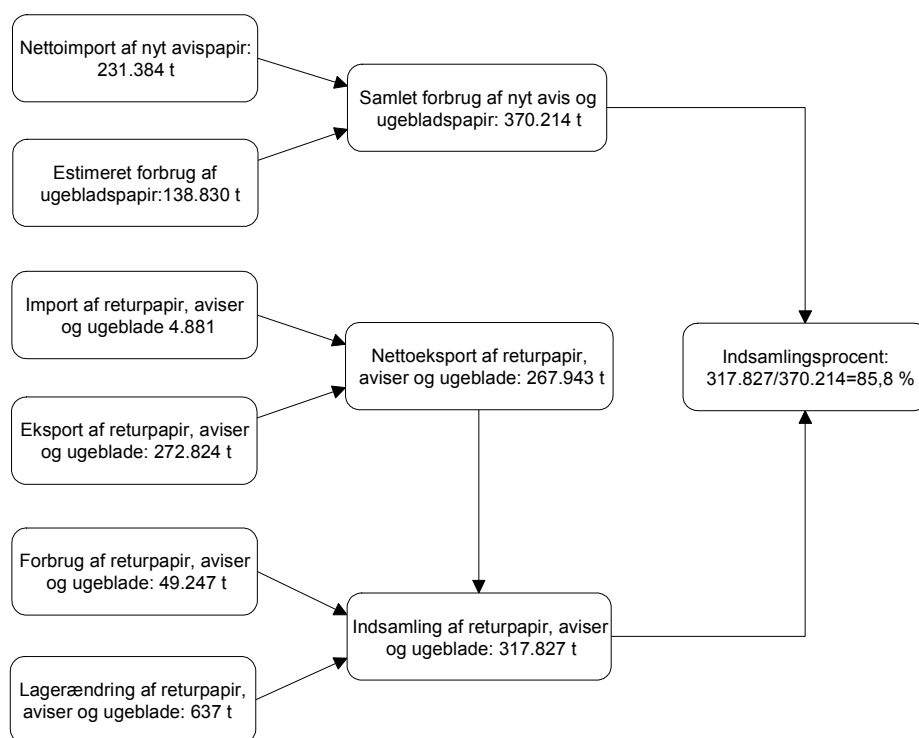 Nettoimport af nyt avispapir:
231.384 t
Samlet forbrug af nyt avis og
ugebladspapir: 370.214 t
Estimeret forbrug af
ugebladspapir:138.830 t
Import af returpapir, aviser
og ugeblade 4.881
Nettoeksport af returpapir,
aviser og ugeblade: 267.943 t
Indsamlingsprocent:
317.827/370.214=85,8 %
Eksport af returpapir, aviser
og ugeblade: 272.824 t
Forbrug af returpapir, aviser
og ugeblade: 49.247 t
Indsamling af returpapir, aviser
og ugeblade: 317.827 t
Lagerændring af returpapir,
aviser og ugeblade: 637 t